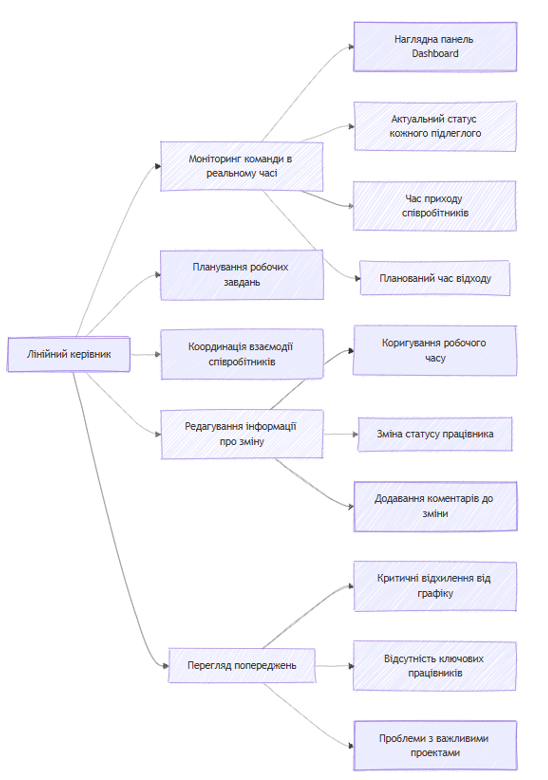 Наглядна панель
Dashboard
Актуальний статус
кожного підлеглого
Моніторинг команди в
реальному часі
Час приходу
співробітників
Планування робочих
завдань
Планований час відходу
Лінійний керівник
Координація взаємодії
співробітників
Коригування робочого
часу
Редагування інформації
про зміну
Зміна статусу працівника
Додавання коментарів до
зміни
Критичні відхилення від
графіку
Перегляд попереджень
Відсутність ключових
працівників
Проблеми з важливими
проектами